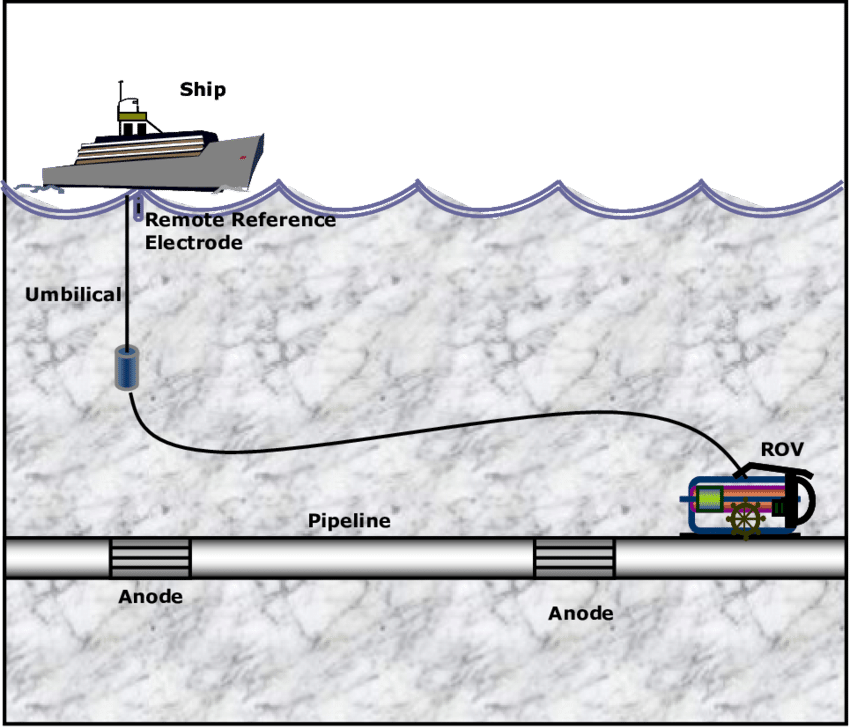 Ship
Remote Reference
Electrode
Umbilical
ROV
Pipeline
Anode
Anode